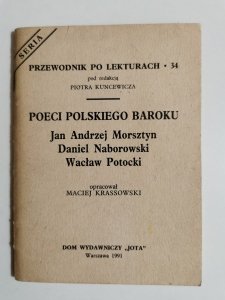 SERIA
PRZEWODNIK PO LEKTURACH • 34
pod redakcją
PIOTRA KUNCEWICZA
POECI POLSKIEGO BAROKU
Jan Andrzej Morsztyn
Daniel Naborowski
Wacław Potocki
opracował
MACIEJ KRASSOWSKI
DOM WYDAWNICZY „JOTA"
Warszawa 1991